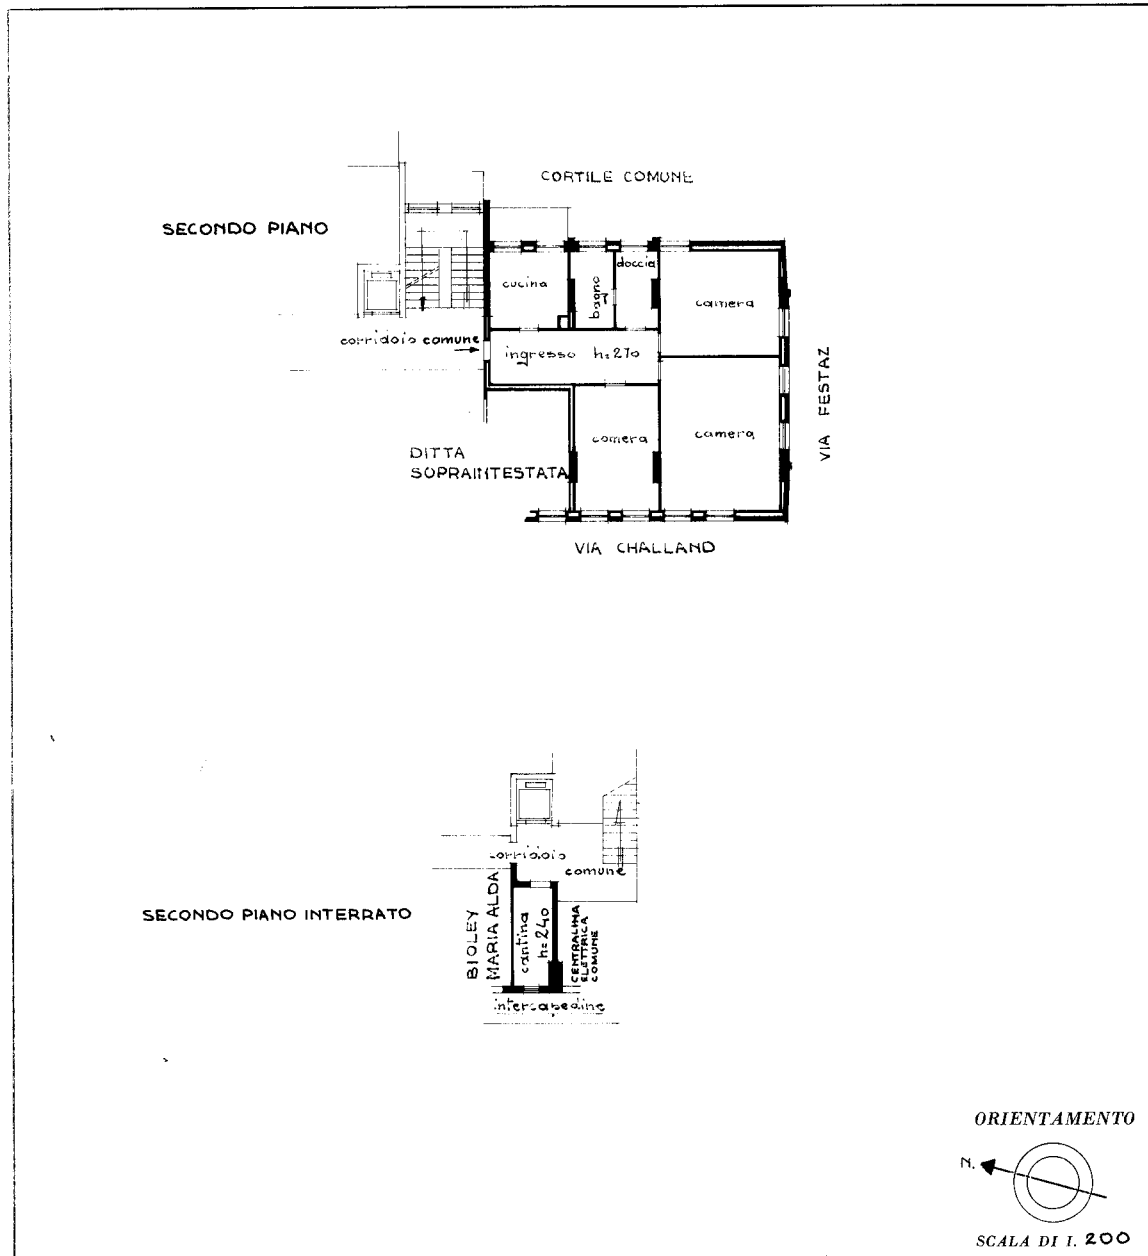 CORTILE COMUNE
SECONDO PIANO
cucina
bagno
doccia
camera
corridoio comune
ingresso h=270
VIA FESTAZ
camera
camera
DITTA
SOPRAINTESTATA
VIA CHALLAND
corridoio
comune
SECONDO PIANO INTERRATO
BIOLEY
MARIA ALDA
cantina
h=240
CENTRALINA
ELETTRICA
COMUNE
intercapedine
ORIENTAMENTO
N.
SCALA DI 1. 200